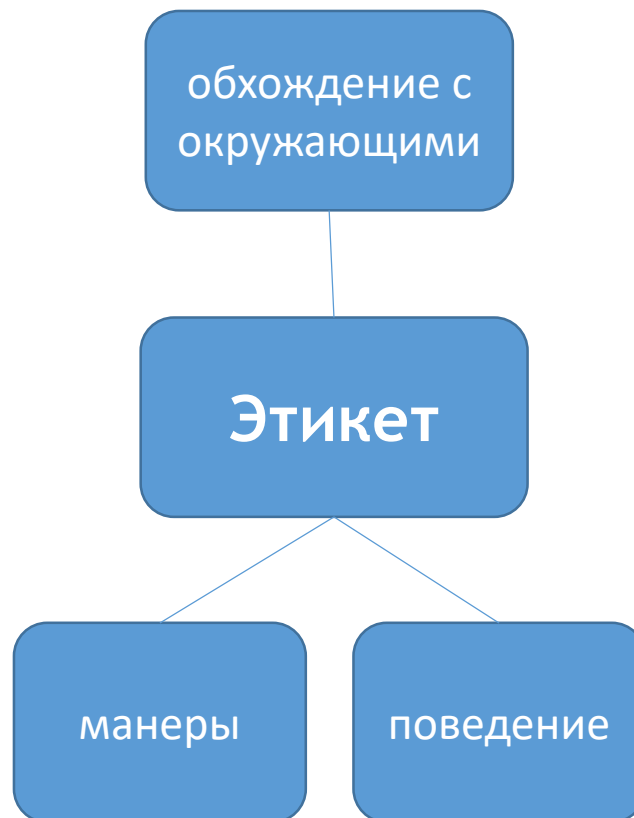 обхождение с
окружающими
Этикет
манеры
поведение